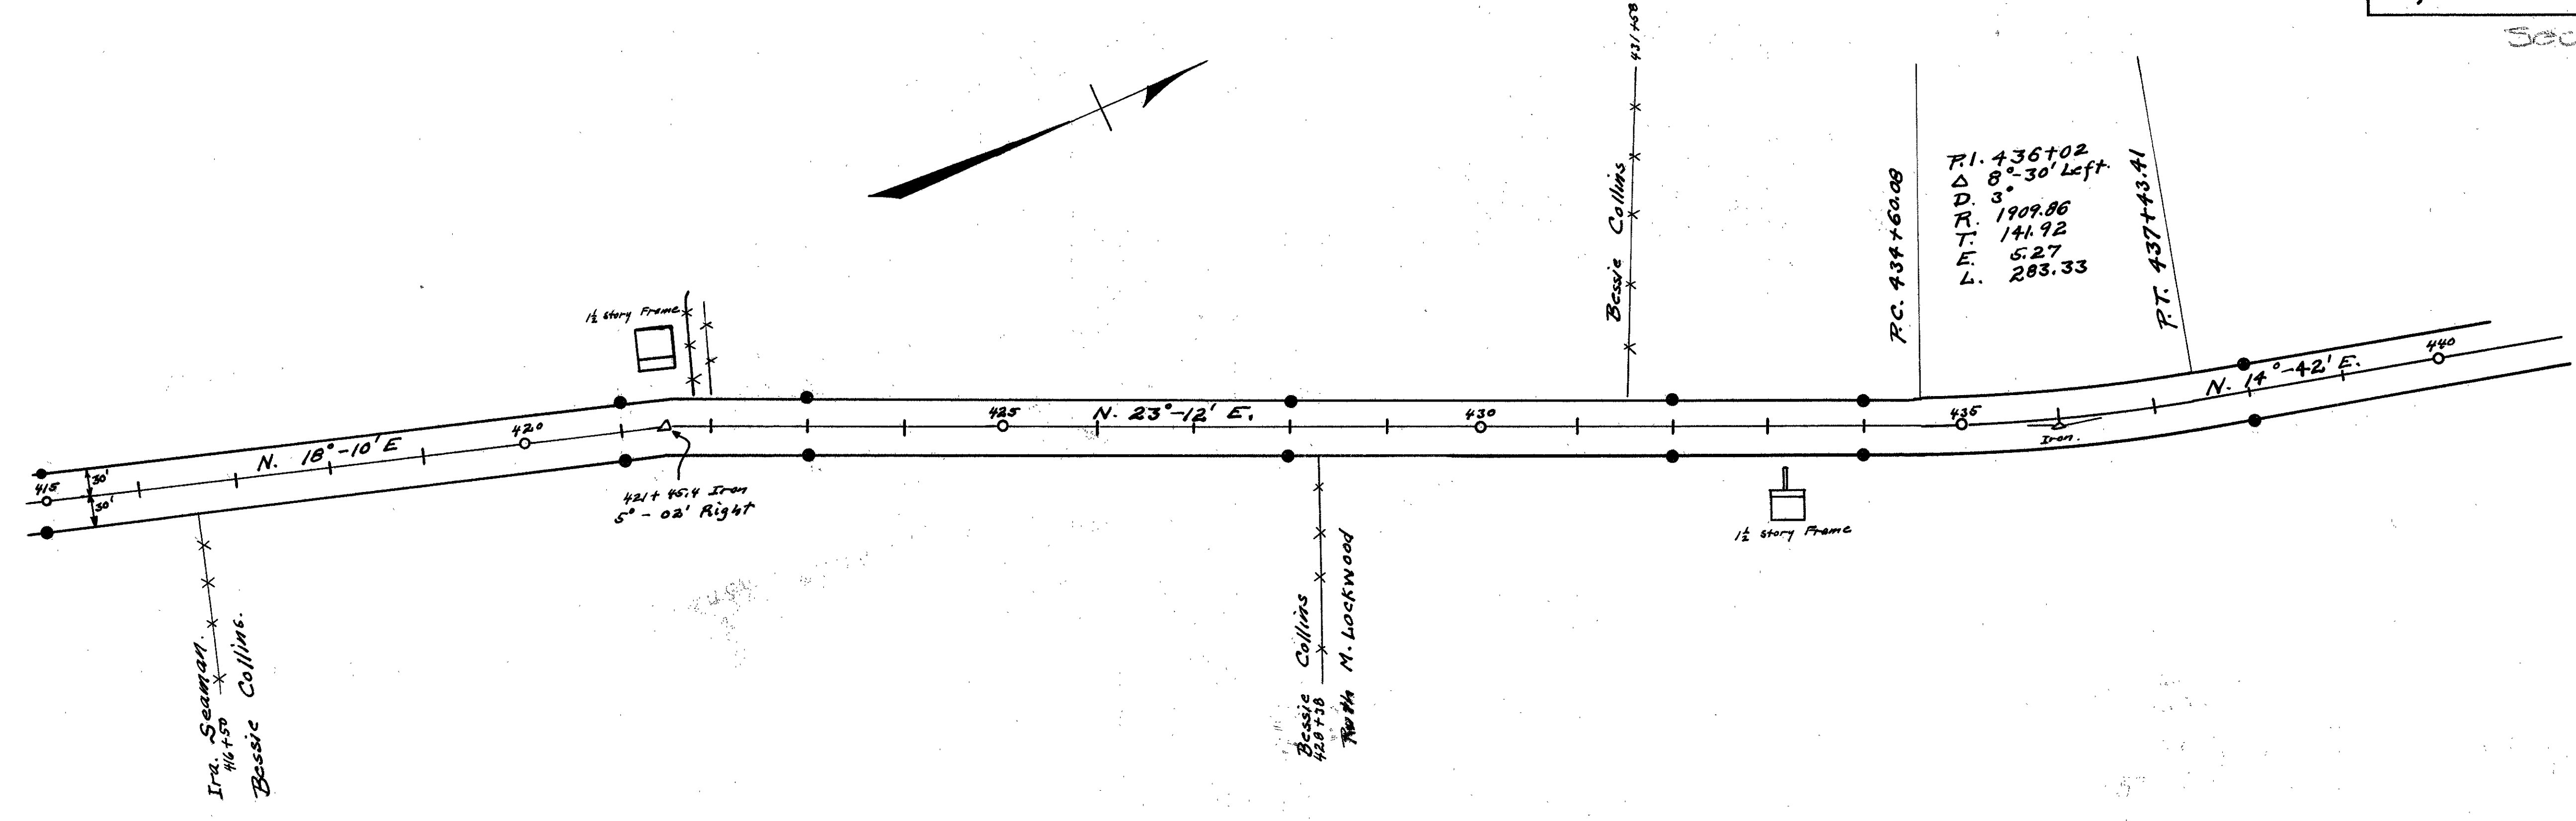 431+58
Bessie Collins
P.C. 434+60.08
P.I. 436+02
Δ 8°-30' Left.
D. 3°
R. 1909.86
T. 141.92
E. 5.27
L. 283.33
P.T. 437+43.41
1½ Story Frame
415
30'
30'
N. 18°-10' E
420
421+45.4 Iron
5°-02' Right
425
N. 23°-12' E.
430
435
Iron.
N. 14°-42' E.
440
1½ Story Frame
Ira. Seaman.
416+50
Bessie Collins.
Bessie Collins
428+38
Ruth M. Lockwood